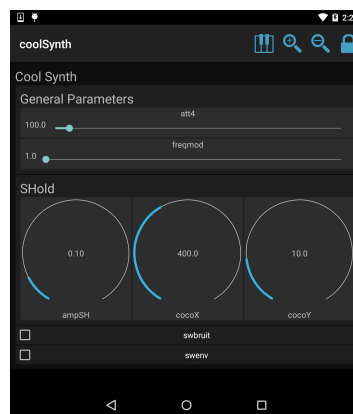 coolSynth
Cool Synth
General Parameters
att4
100.0
freqmod
1.0
SHold
0.10
400.0
10.0
ampSH
cocoX
cocoY
swbruit
swenv